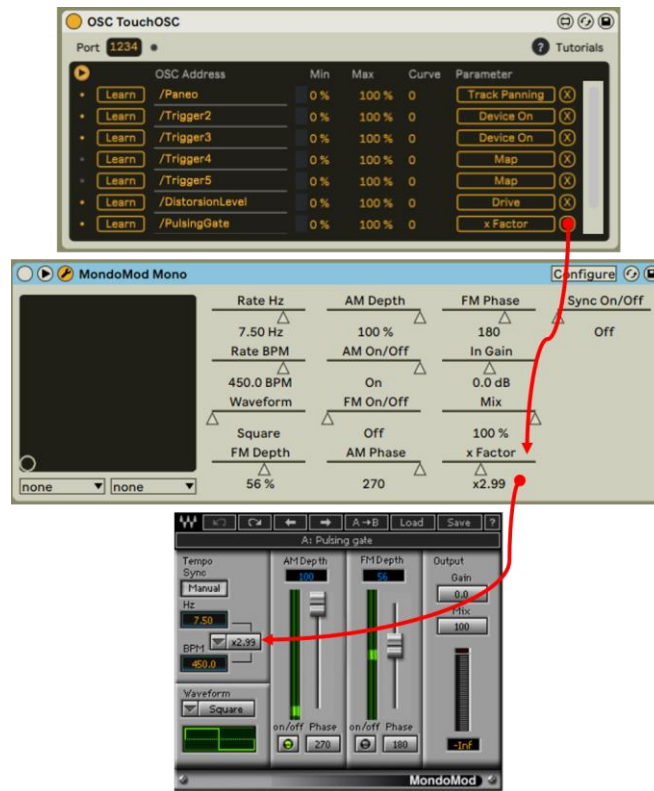 OSC TouchOSC
Port 1234 ? Tutorials
OSC Address Min Max Curve Parameter
Learn /Paneo 0 % 100 % 0 Track Panning X
Learn /Trigger2 0 % 100 % 0 Device On X
Learn /Trigger3 0 % 100 % 0 Device On X
Learn /Trigger4 0 % 100 % 0 Map X
Learn /Trigger5 0 % 100 % 0 Map X
Learn /DistorsionLevel 0 % 100 % 0 Drive X
Learn /PulsingGate 0 % 100 % 0 x Factor
MondoMod Mono Configure
Rate Hz AM Depth FM Phase Sync On/Off
7.50 Hz 100 % 180 Off
Rate BPM AM On/Off In Gain
450.0 BPM On 0.0 dB
Waveform FM On/Off Mix
Square Off 100 %
FM Depth AM Phase x Factor
none none 56 % 270 x2.99
W A→B Load Save ?
A: Pulsing gate
Tempo AM Depth FM Depth Output
Sync 100 56 Gain
Manual 0.0
Hz Mix
7.50 100
x2.99
BPM
450.0
Waveform
Square
on/off Phase on/off Phase
270 180 -Inf
MondoMod